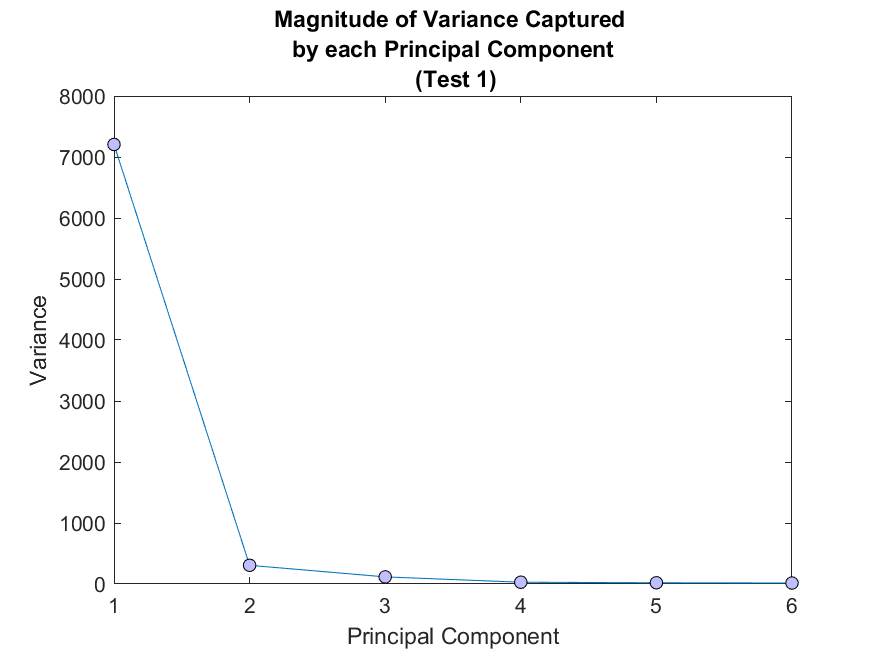 Magnitude of Variance Captured
by each Principal Component
(Test 1)
8000
7000
6000
5000
4000
3000
2000
1000
0
Variance
1 2 3 4 5 6
Principal Component